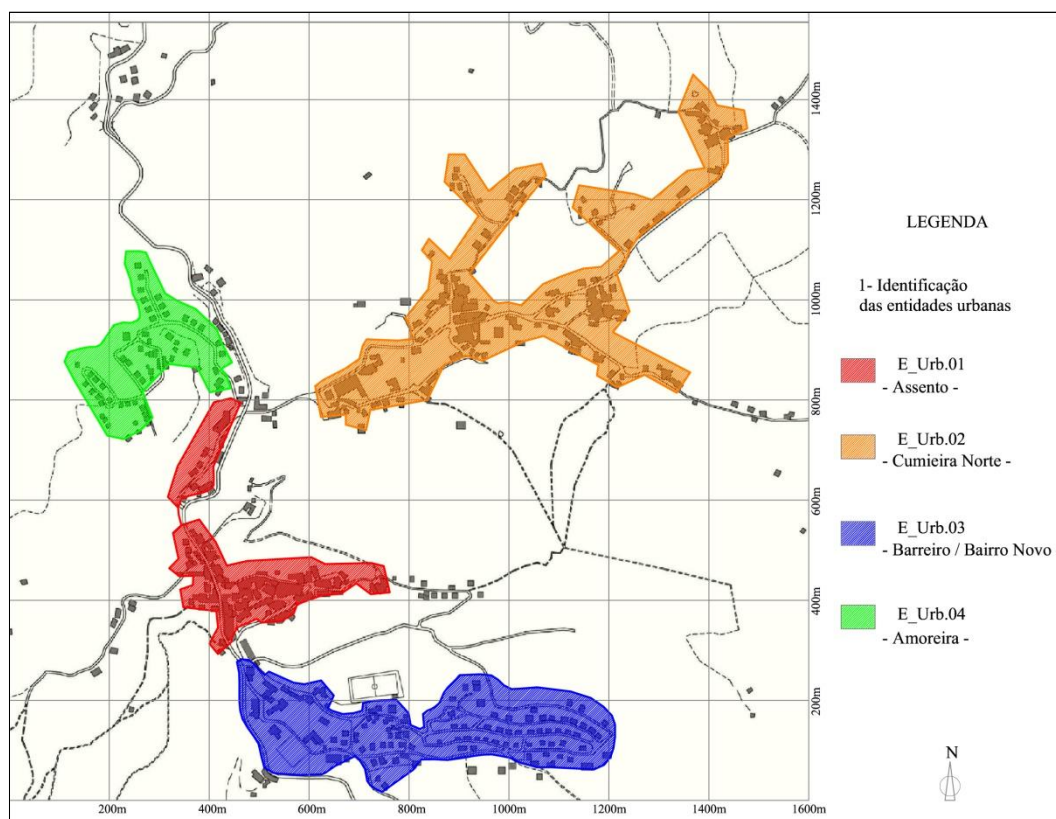 1400m
1200m
1000m
800m
600m
400m
200m
200m 400m 600m 800m 1000m 1200m 1400m 1600m
LEGENDA
1- Identificação
das entidades urbanas
E_Urb.01
- Assento -
E_Urb.02
- Cumieira Norte -
E_Urb.03
- Barreiro / Bairro Novo
E_Urb.04
- Amoreira -
N